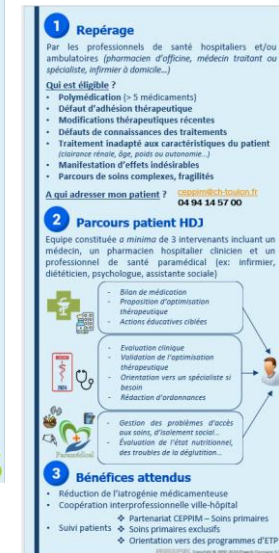 1 Repérage
Par les professionnels de santé hospitaliers et/ou
ambulatoires (pharmacien d'officine, médecin traitant ou
spécialiste, infirmier à domicile...)
Qui est éligible ?
• Polymédication (> 5 médicaments)
• Défaut d'adhésion thérapeutique
• Modifications thérapeutiques récentes
• Défauts de connaissances des traitements
• Traitement inadapté aux caractéristiques du patient
(clairance rénale, âge, poids ou autonomie...)
• Manifestation d'effets indésirables
• Parcours de soins complexes, fragilités
A qui adresser mon patient ? ceppim@ch-toulon.fr
04 94 14 57 00
2 Parcours patient HDJ
Equipe constituée a minima de 3 intervenants incluant un
médecin, un pharmacien hospitalier clinicien et un
professionnel de santé paramédical (ex: infirmier,
diététicien, psychologue, assistante sociale)
- Bilan de médication
- Proposition d'optimisation
thérapeutique
- Actions éducatives ciblées
- Evaluation clinique
- Validation de l'optimisation
thérapeutique
- Orientation vers un spécialiste si
besoin
- Rédaction d'ordonnances
- Gestion des problèmes d'accès
aux soins, d'isolement social...
- Évaluation de l'état nutritionnel,
des troubles de la déglutition...
Paramédical
3 Bénéfices attendus
• Réduction de l'iatrogénie médicamenteuse
• Coopération interprofessionnelle ville-hôpital
❖ Partenariat CEPPIM – Soins primaires
• Suivi patients ❖ Soins primaires exclusifs
❖ Orientation vers des programmes d'ETP